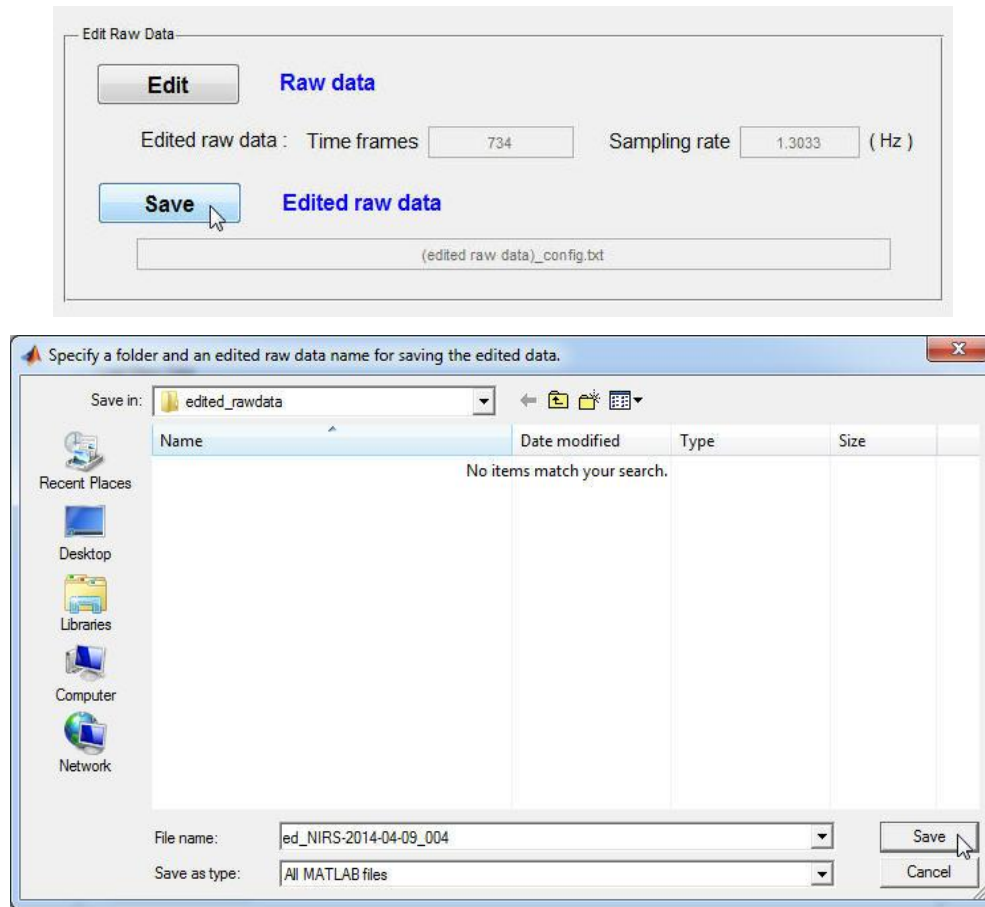 Edit Raw Data
Edit Raw data
Edited raw data : Time frames 734 Sampling rate 1.3033 ( Hz )
Save Edited raw data
(edited raw data)_config.txt
Specify a folder and an edited raw data name for saving the edited data.
Save in: edited_rawdata
Name Date modified Type Size
No items match your search.
Recent Places
Desktop
Libraries
Computer
Network
File name: ed_NIRS-2014-04-09_004 Save
Save as type: All MATLAB files Cancel